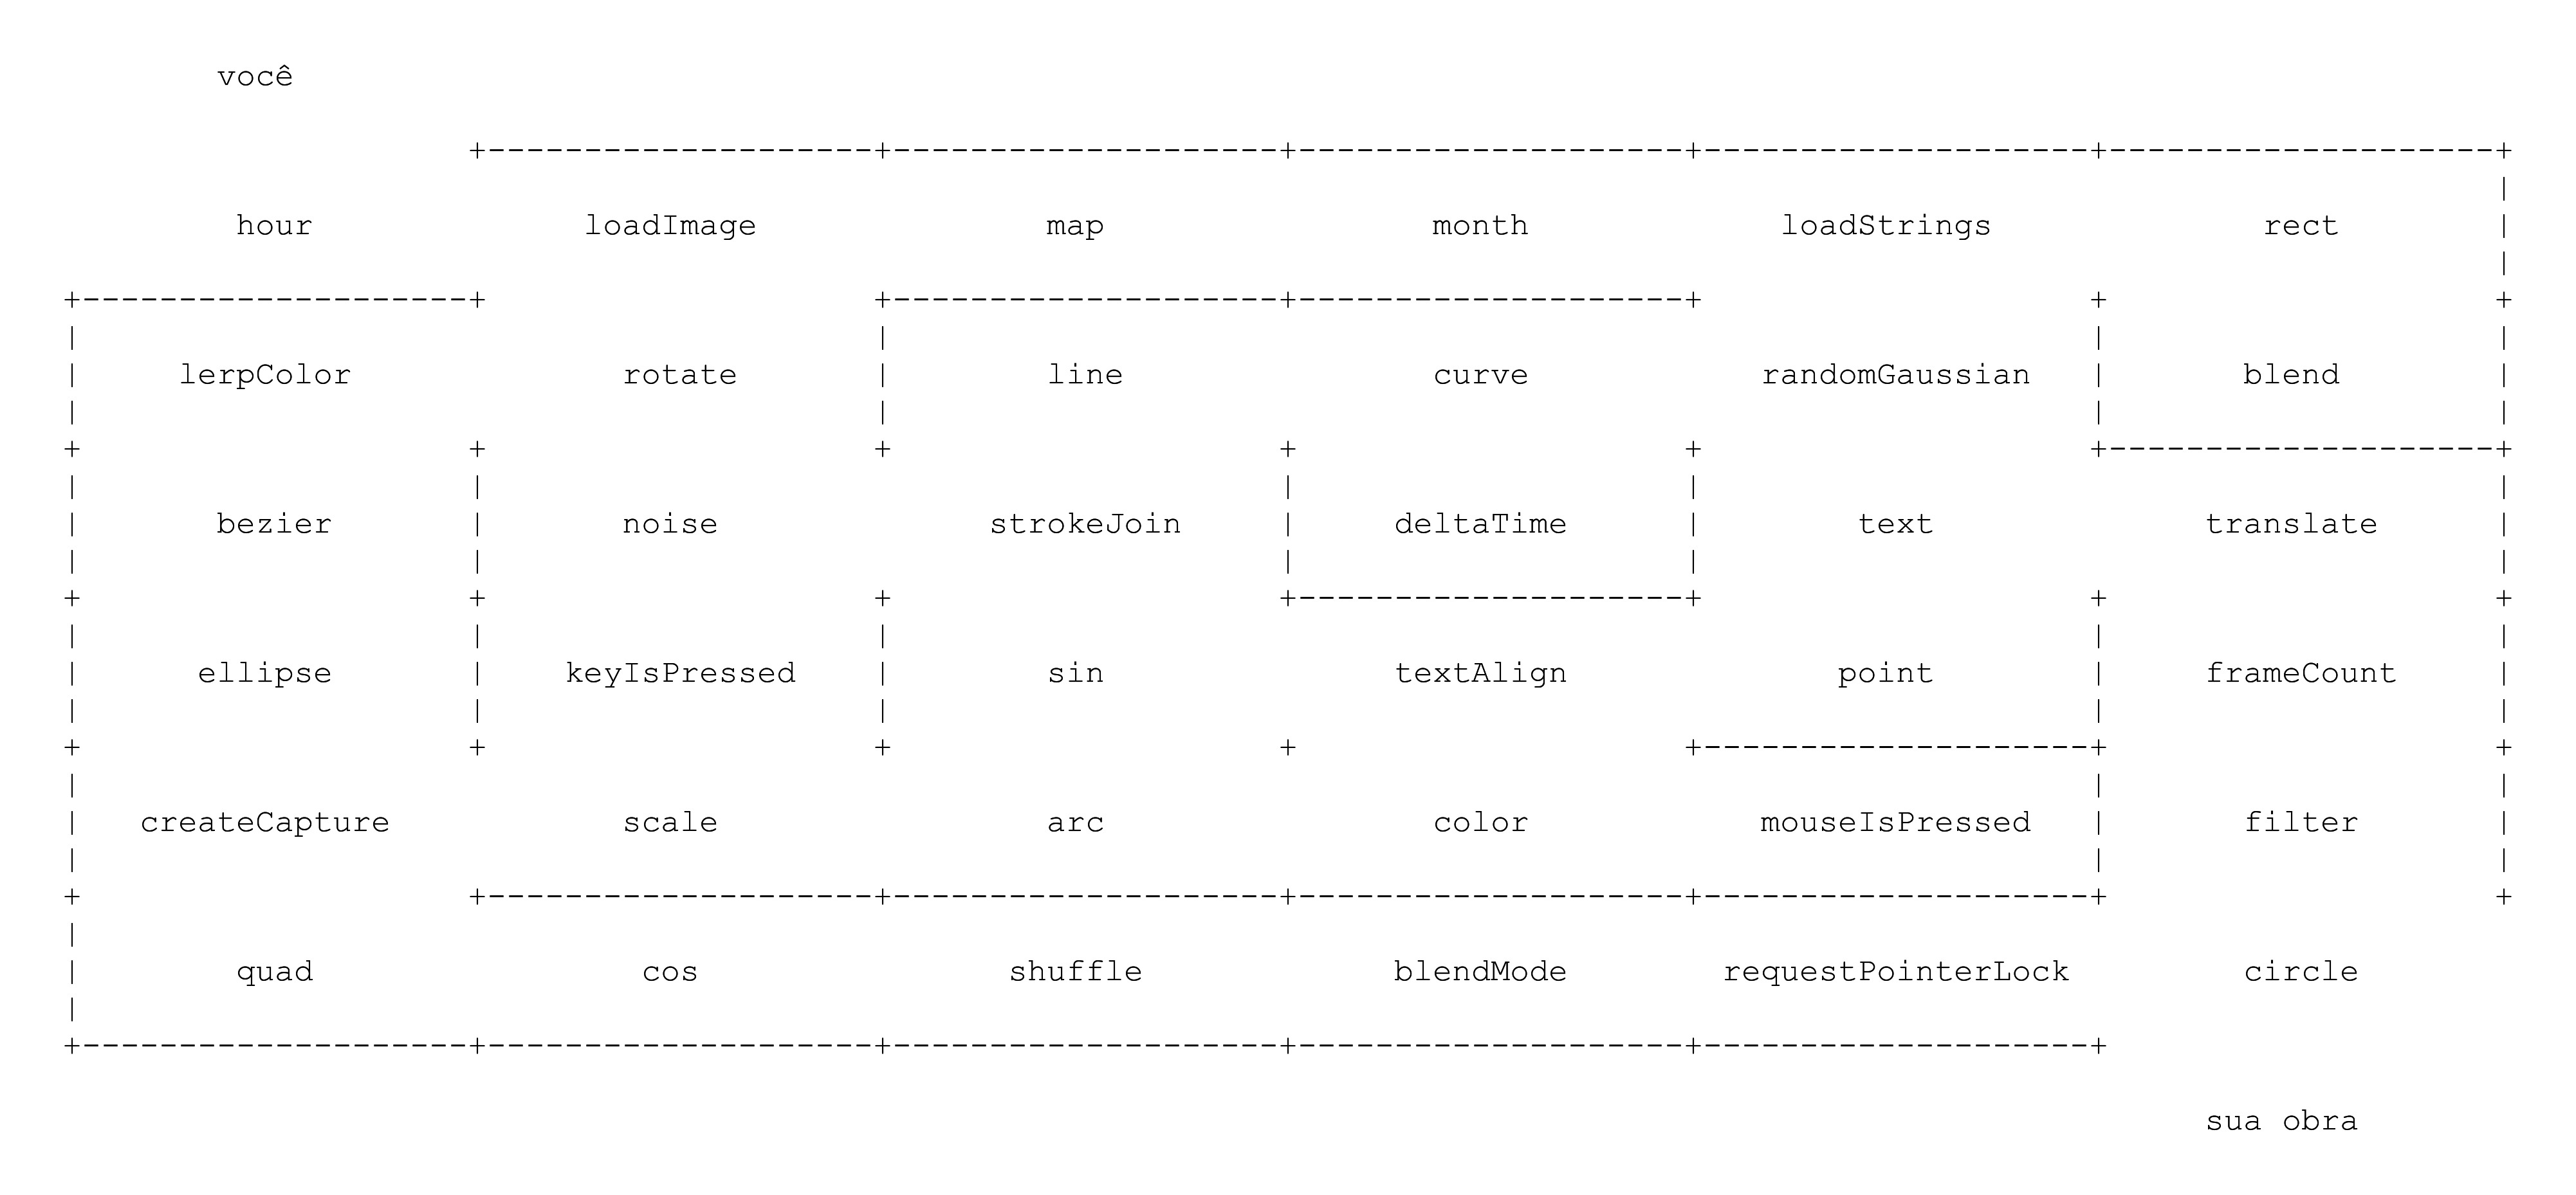 você
hour loadImage map month loadStrings rect
lerpColor rotate line curve randomGaussian blend
bezier noise strokeJoin deltaTime text translate
ellipse keyIsPressed sin textAlign point frameCount
createCapture scale arc color mouseIsPressed filter
quad cos shuffle blendMode requestPointerLock circle
sua obra